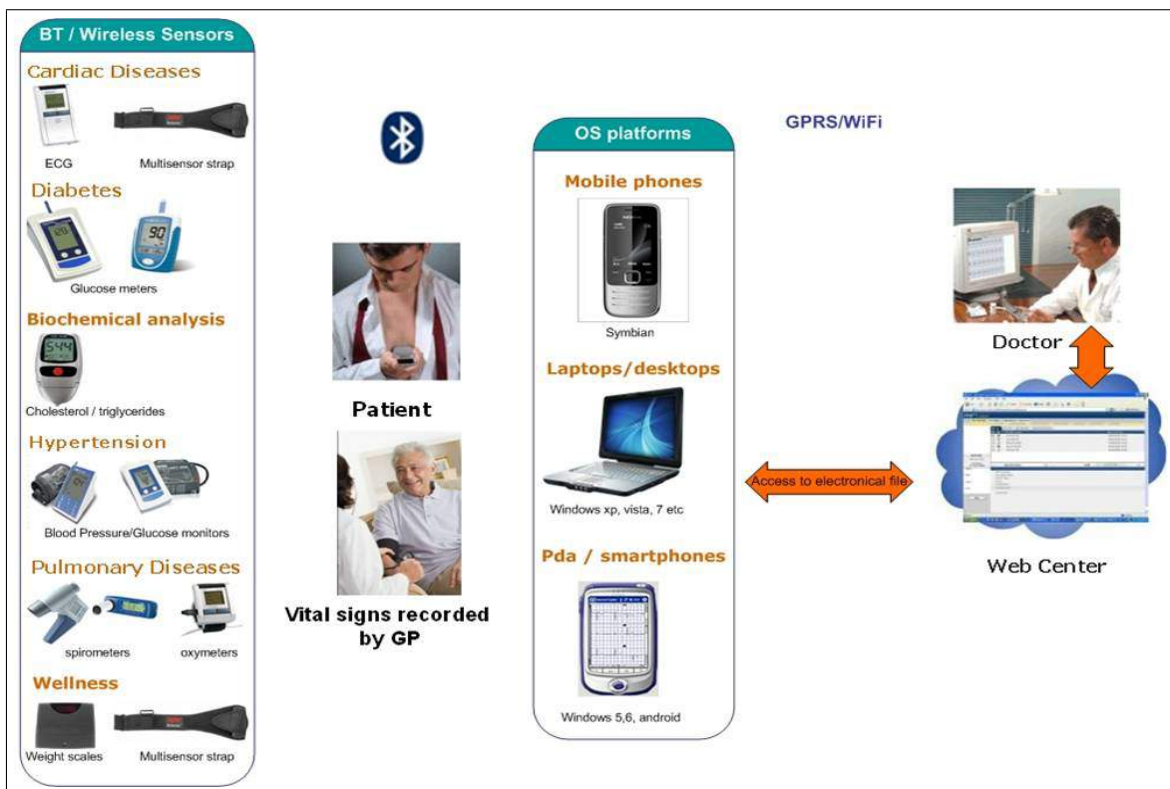 BT / Wireless Sensors
Cardiac Diseases
ECG
Multisensor strap
Diabetes
120
90
Glucose meters
Biochemical analysis
544
Cholesterol / triglycerides
Hypertension
Blood Pressure/Glucose monitors
Pulmonary Diseases
spirometers
oxymeters
Wellness
Weight scales
Multisensor strap
Patient
Vital signs recorded
by GP
OS platforms
Mobile phones
Symbian
Laptops/desktops
Windows xp, vista, 7 etc
Pda / smartphones
Windows 5,6, android
GPRS/WiFi
Doctor
Access to electronical file
Web Center